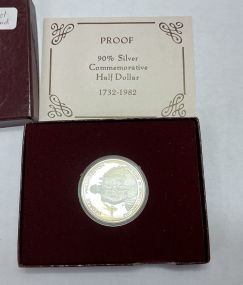 PROOF
90% Silver
Commemorative
Half Dollar
1732-1982